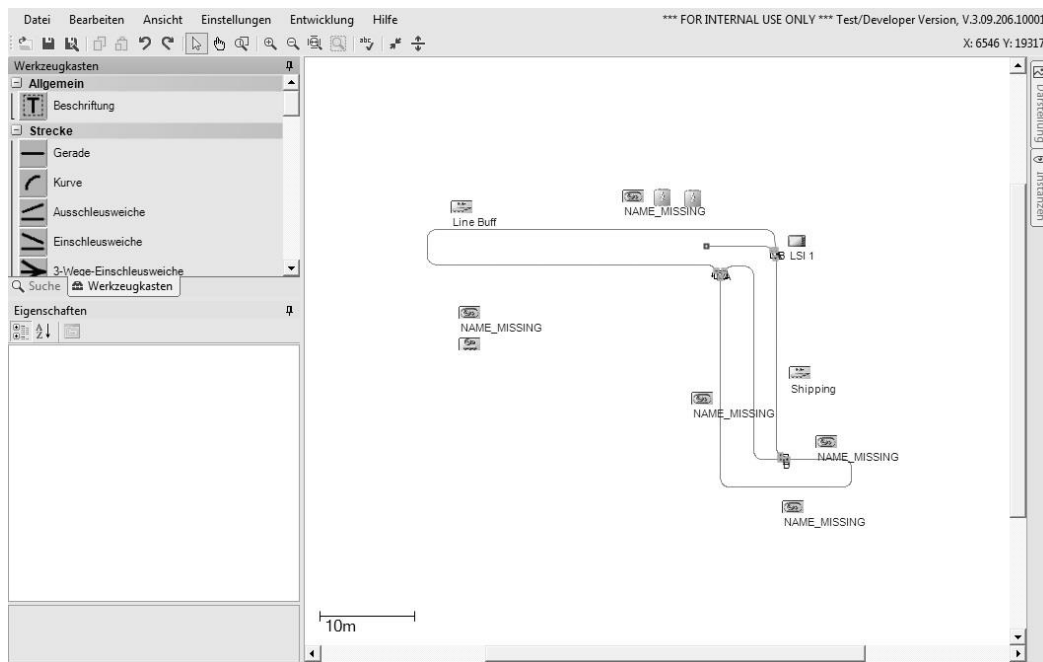 Datei Bearbeiten Ansicht Einstellungen Entwicklung Hilfe
*** FOR INTERNAL USE ONLY *** Test/Developer Version, V.3.09.206.10001
X: 6546 Y: 19317
Werkzeugkasten
Allgemein
T Beschriftung
Strecke
Gerade
Kurve
Ausschleusweiche
Einschleusweiche
3-Wege-Einschleusweiche
Suche Werkzeugkasten
Eigenschaften
Darstellung
Instanzen
NAME_MISSING
Line Buff
LSI 1
NAME_MISSING
Shipping
NAME_MISSING
NAME_MISSING
NAME_MISSING
10m